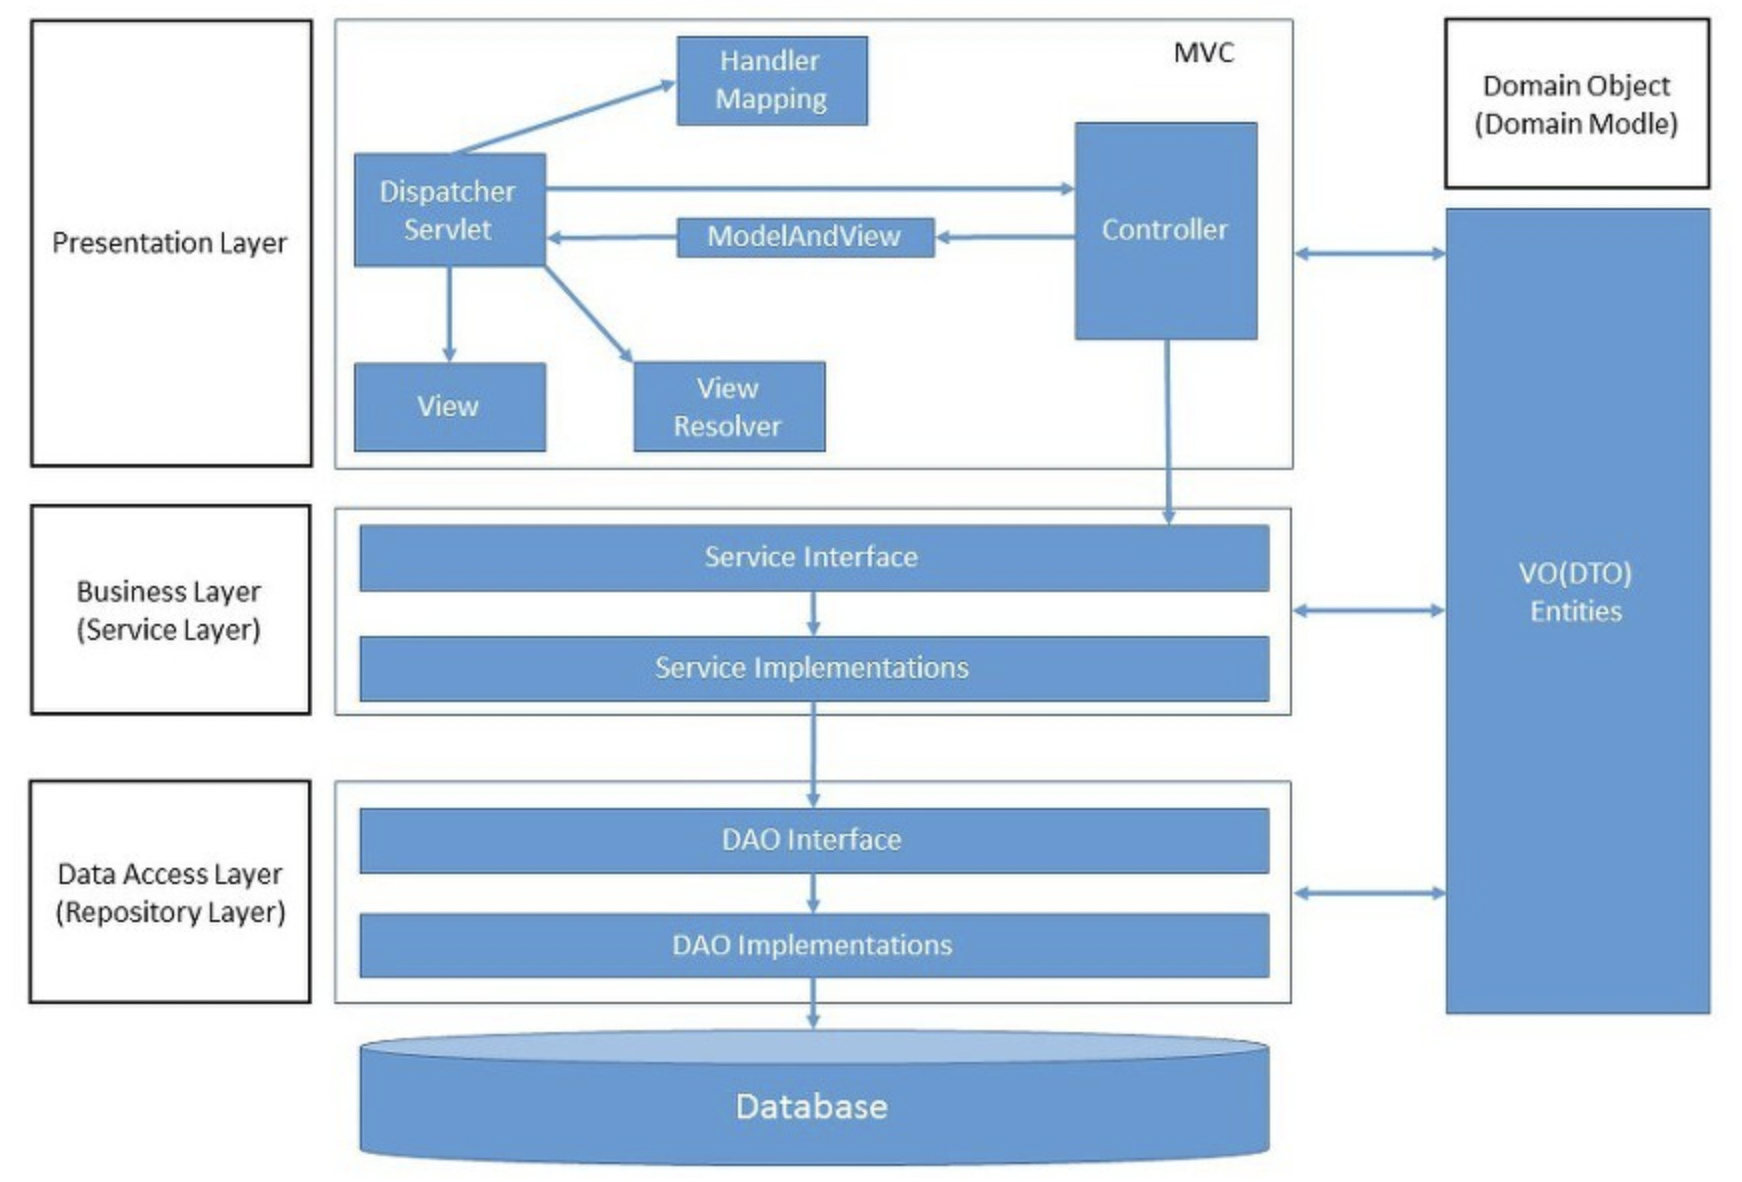 Presentation Layer
MVC
Handler
Mapping
Dispatcher
Servlet
ModelAndView
Controller
View
View
Resolver
Business Layer
(Service Layer)
Service Interface
Service Implementations
Data Access Layer
(Repository Layer)
DAO Interface
DAO Implementations
Database
Domain Object
(Domain Modle)
VO(DTO)
Entities